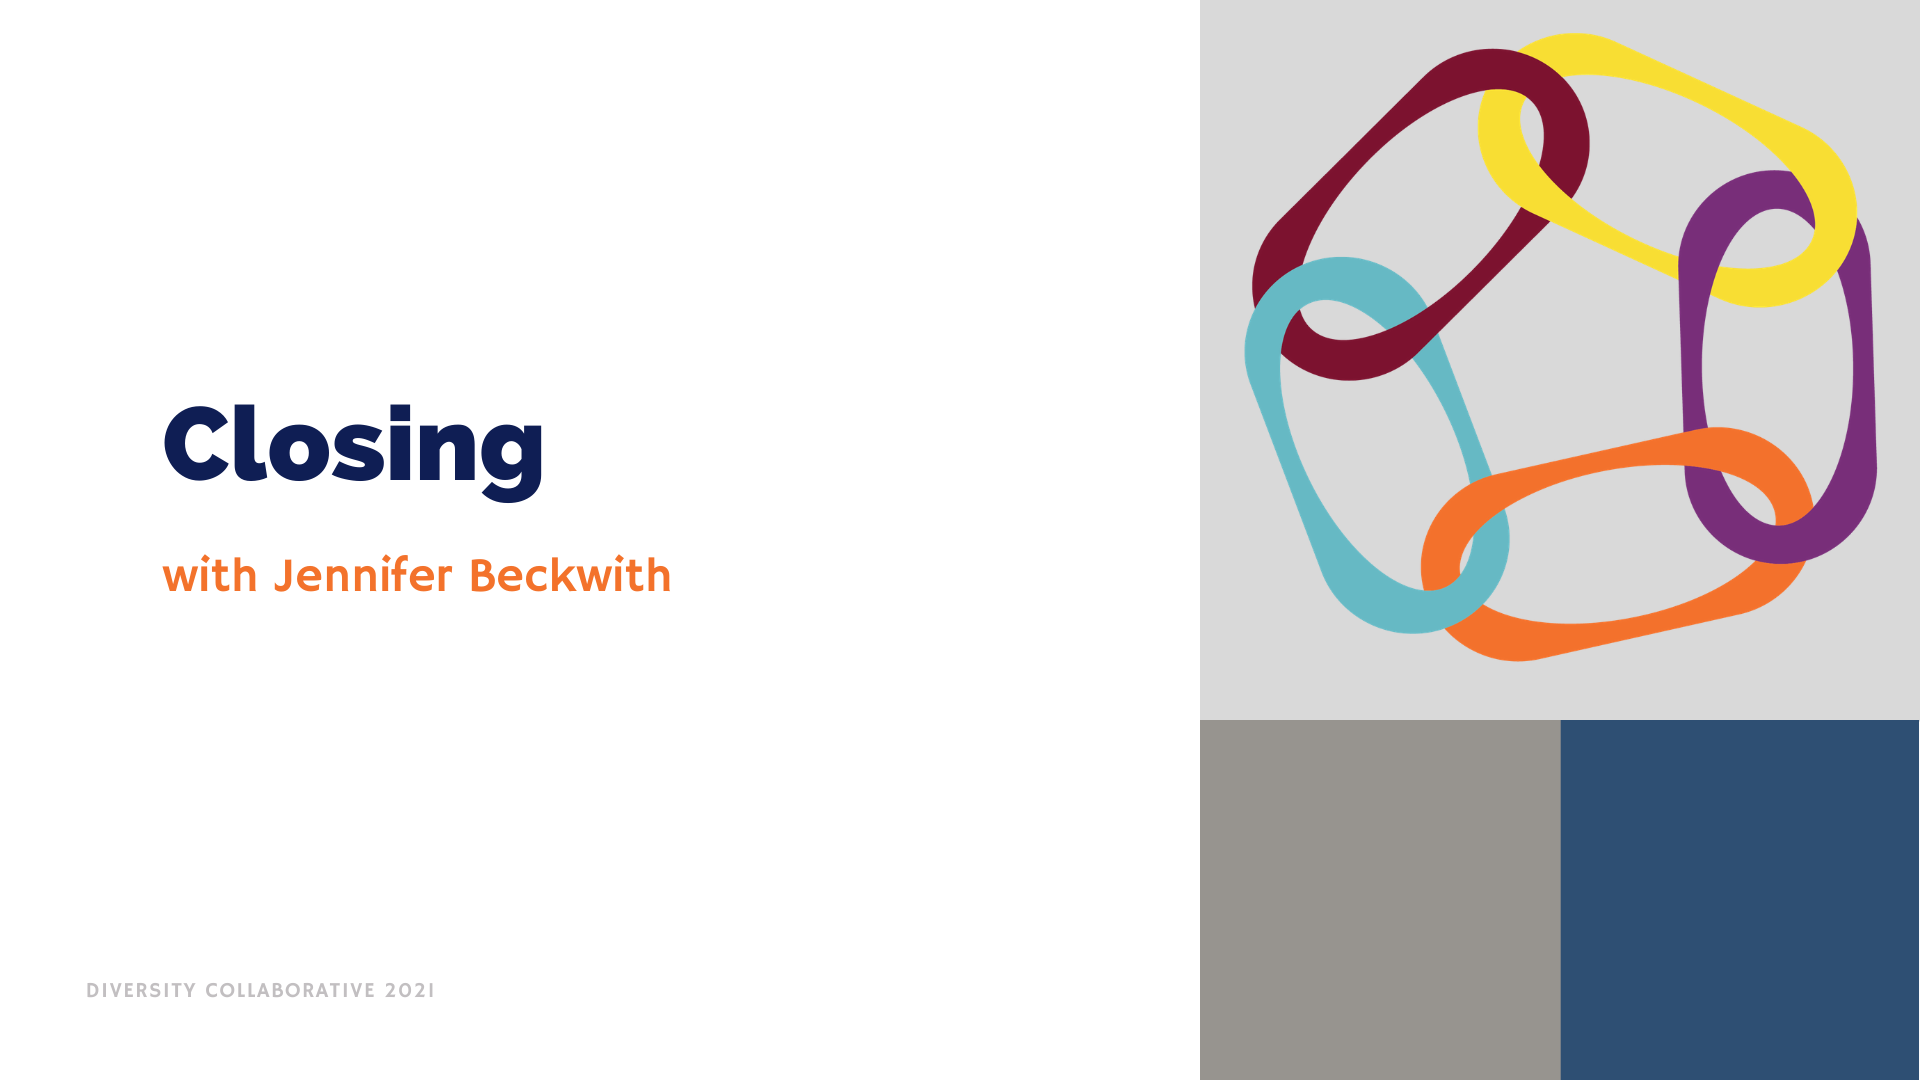 Closing
with Jennifer Beckwith
DIVERSITY COLLABORATIVE 2021